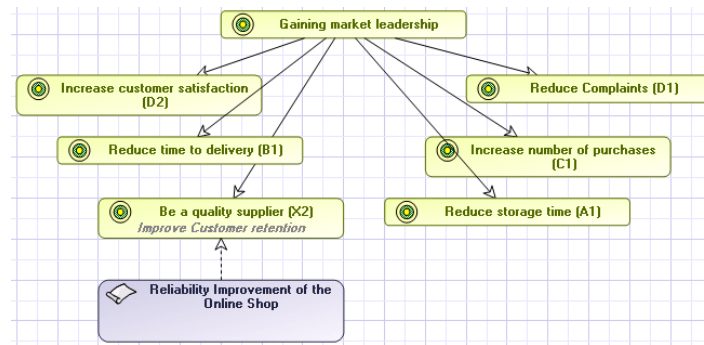 Gaining market leadership
Increase customer satisfaction
(D2)
Reduce Complaints (D1)
Reduce time to delivery (B1)
Increase number of purchases
(C1)
Be a quality supplier (X2)
Improve Customer retention
Reduce storage time (A1)
Reliability Improvement of the
Online Shop